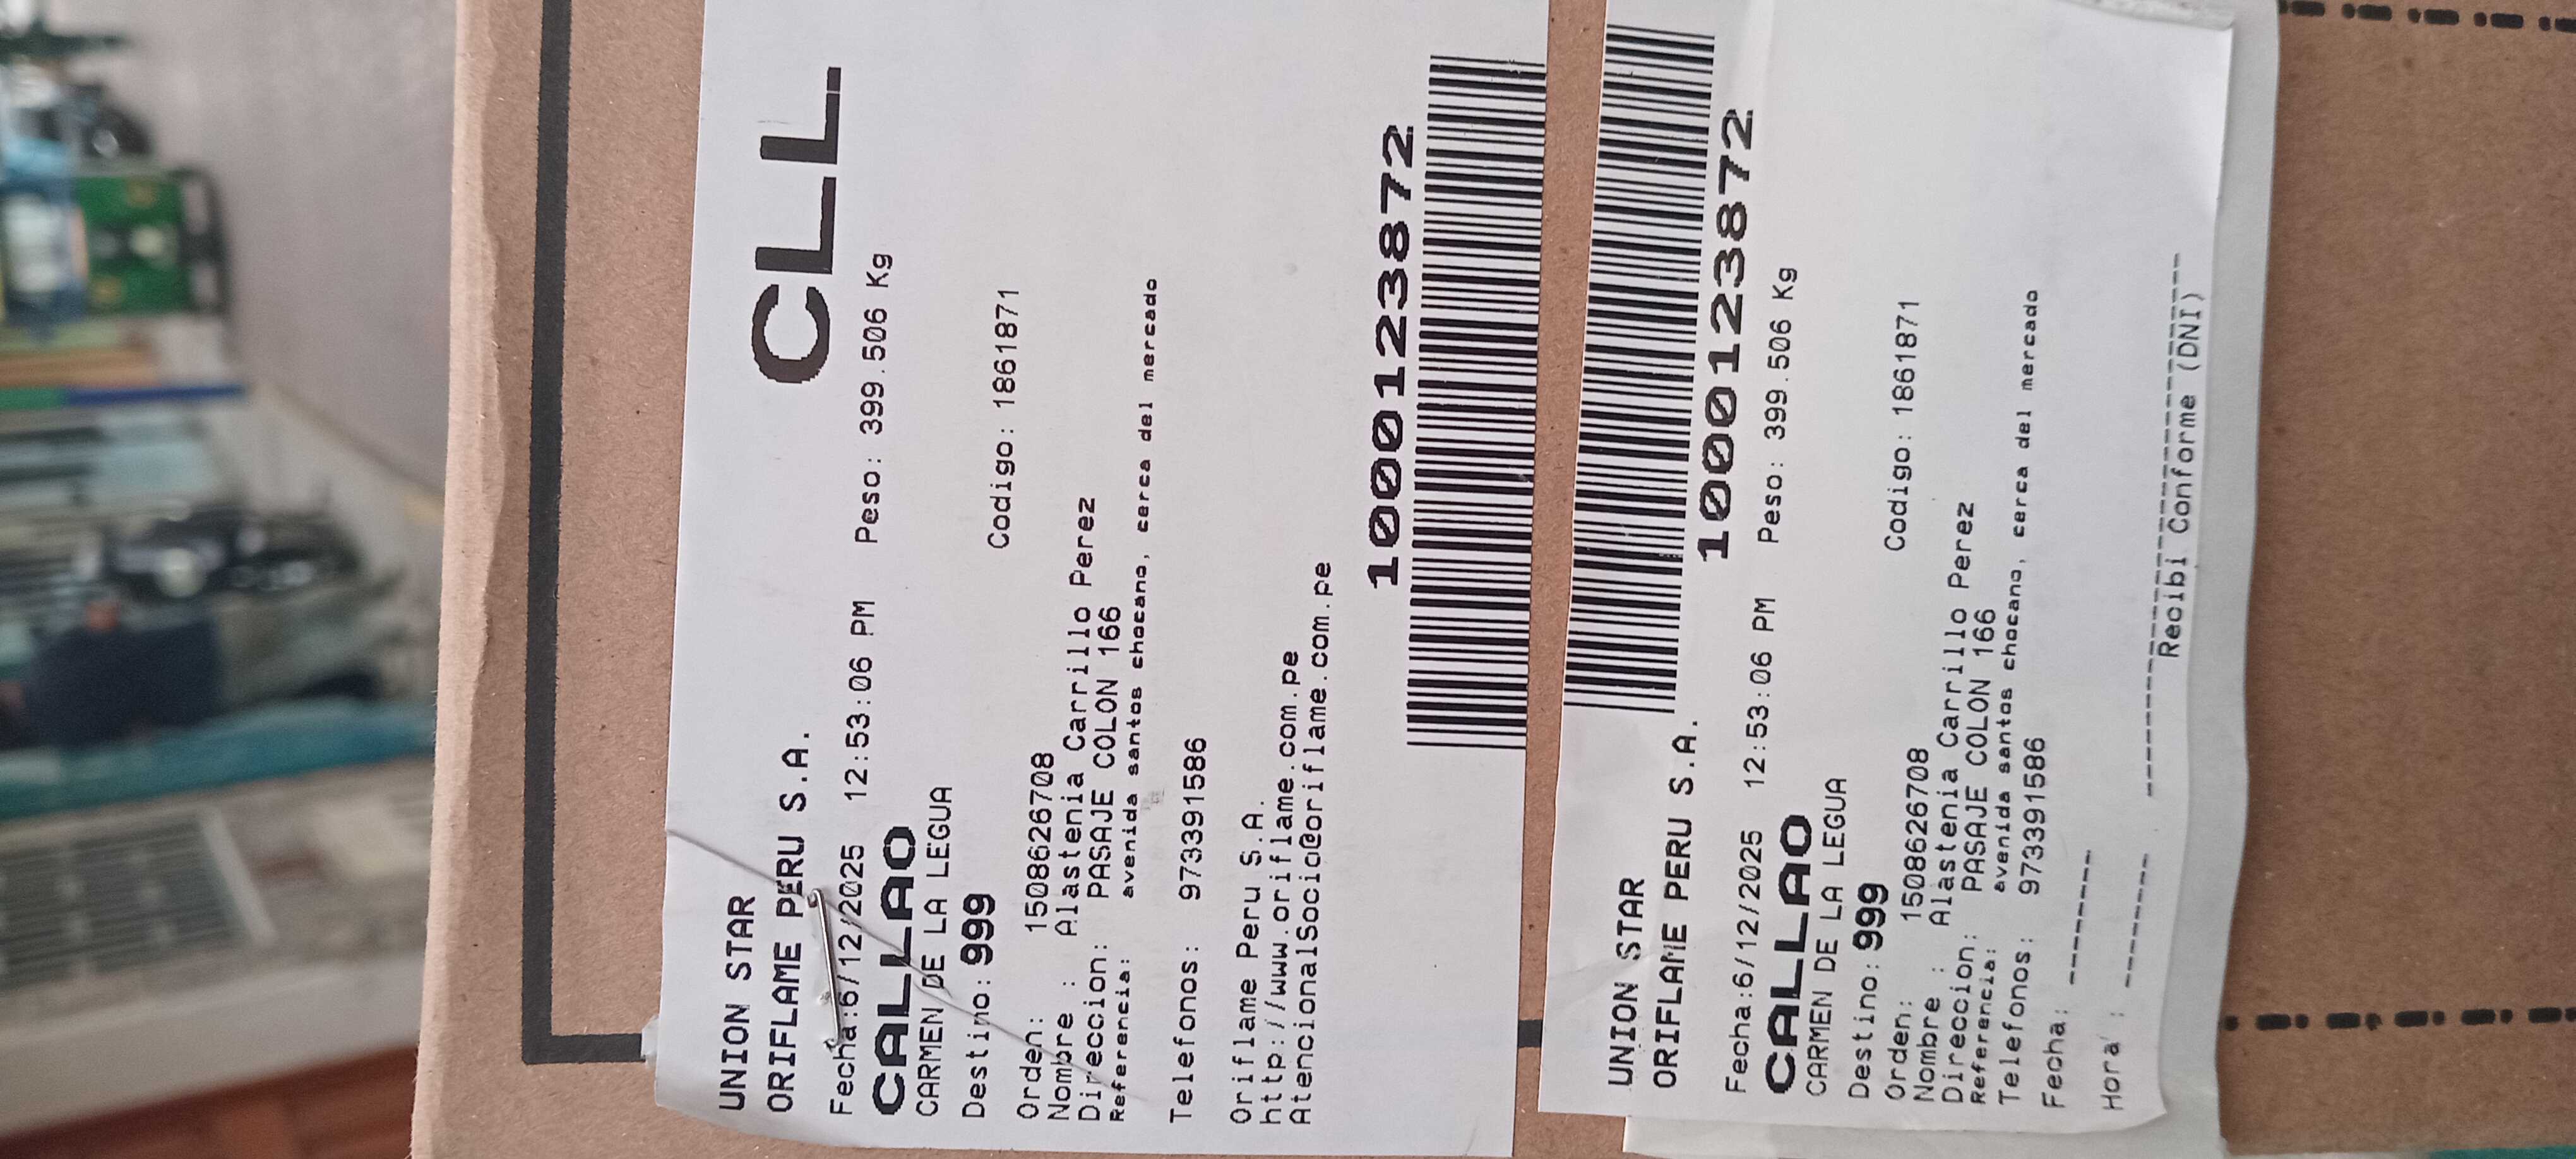 CLL
UNION STAR
ORIFLAME PERU S.A.
Fecha:6/12/2025 12:53:06 PM Peso: 399.506 Kg
CALLAO
CARMEN DE LA LEGUA
Destino: 999
Codigo: 1861871
Orden: 1508626708
Nombre : Alastenia Carrillo Perez
Direccion: PASAJE COLON 166
Referencia: avenida santos chocano, cerca del mercado
Telefonos: 973391586
Oriflame Peru S.A.
http://www.oriflame.com.pe
AtencionalSocio@oriflame.com.pe
1000123872
UNION STAR
ORIFLAME PERU S.A.
1000123872
Fecha:6/12/2025 12:53:06 PM Peso: 399.506 Kg
CALLAO
CARMEN DE LA LEGUA
Destino: 999
Codigo: 1861871
Orden: 1508626708
Nombre : Alastenia Carrillo Perez
Direccion: PASAJE COLON 166
Referencia: avenida santos chocano, cerca del mercado
Telefonos: 973391586
Fecha: --------
Hora : --------
Recibi Conforme (DNI)